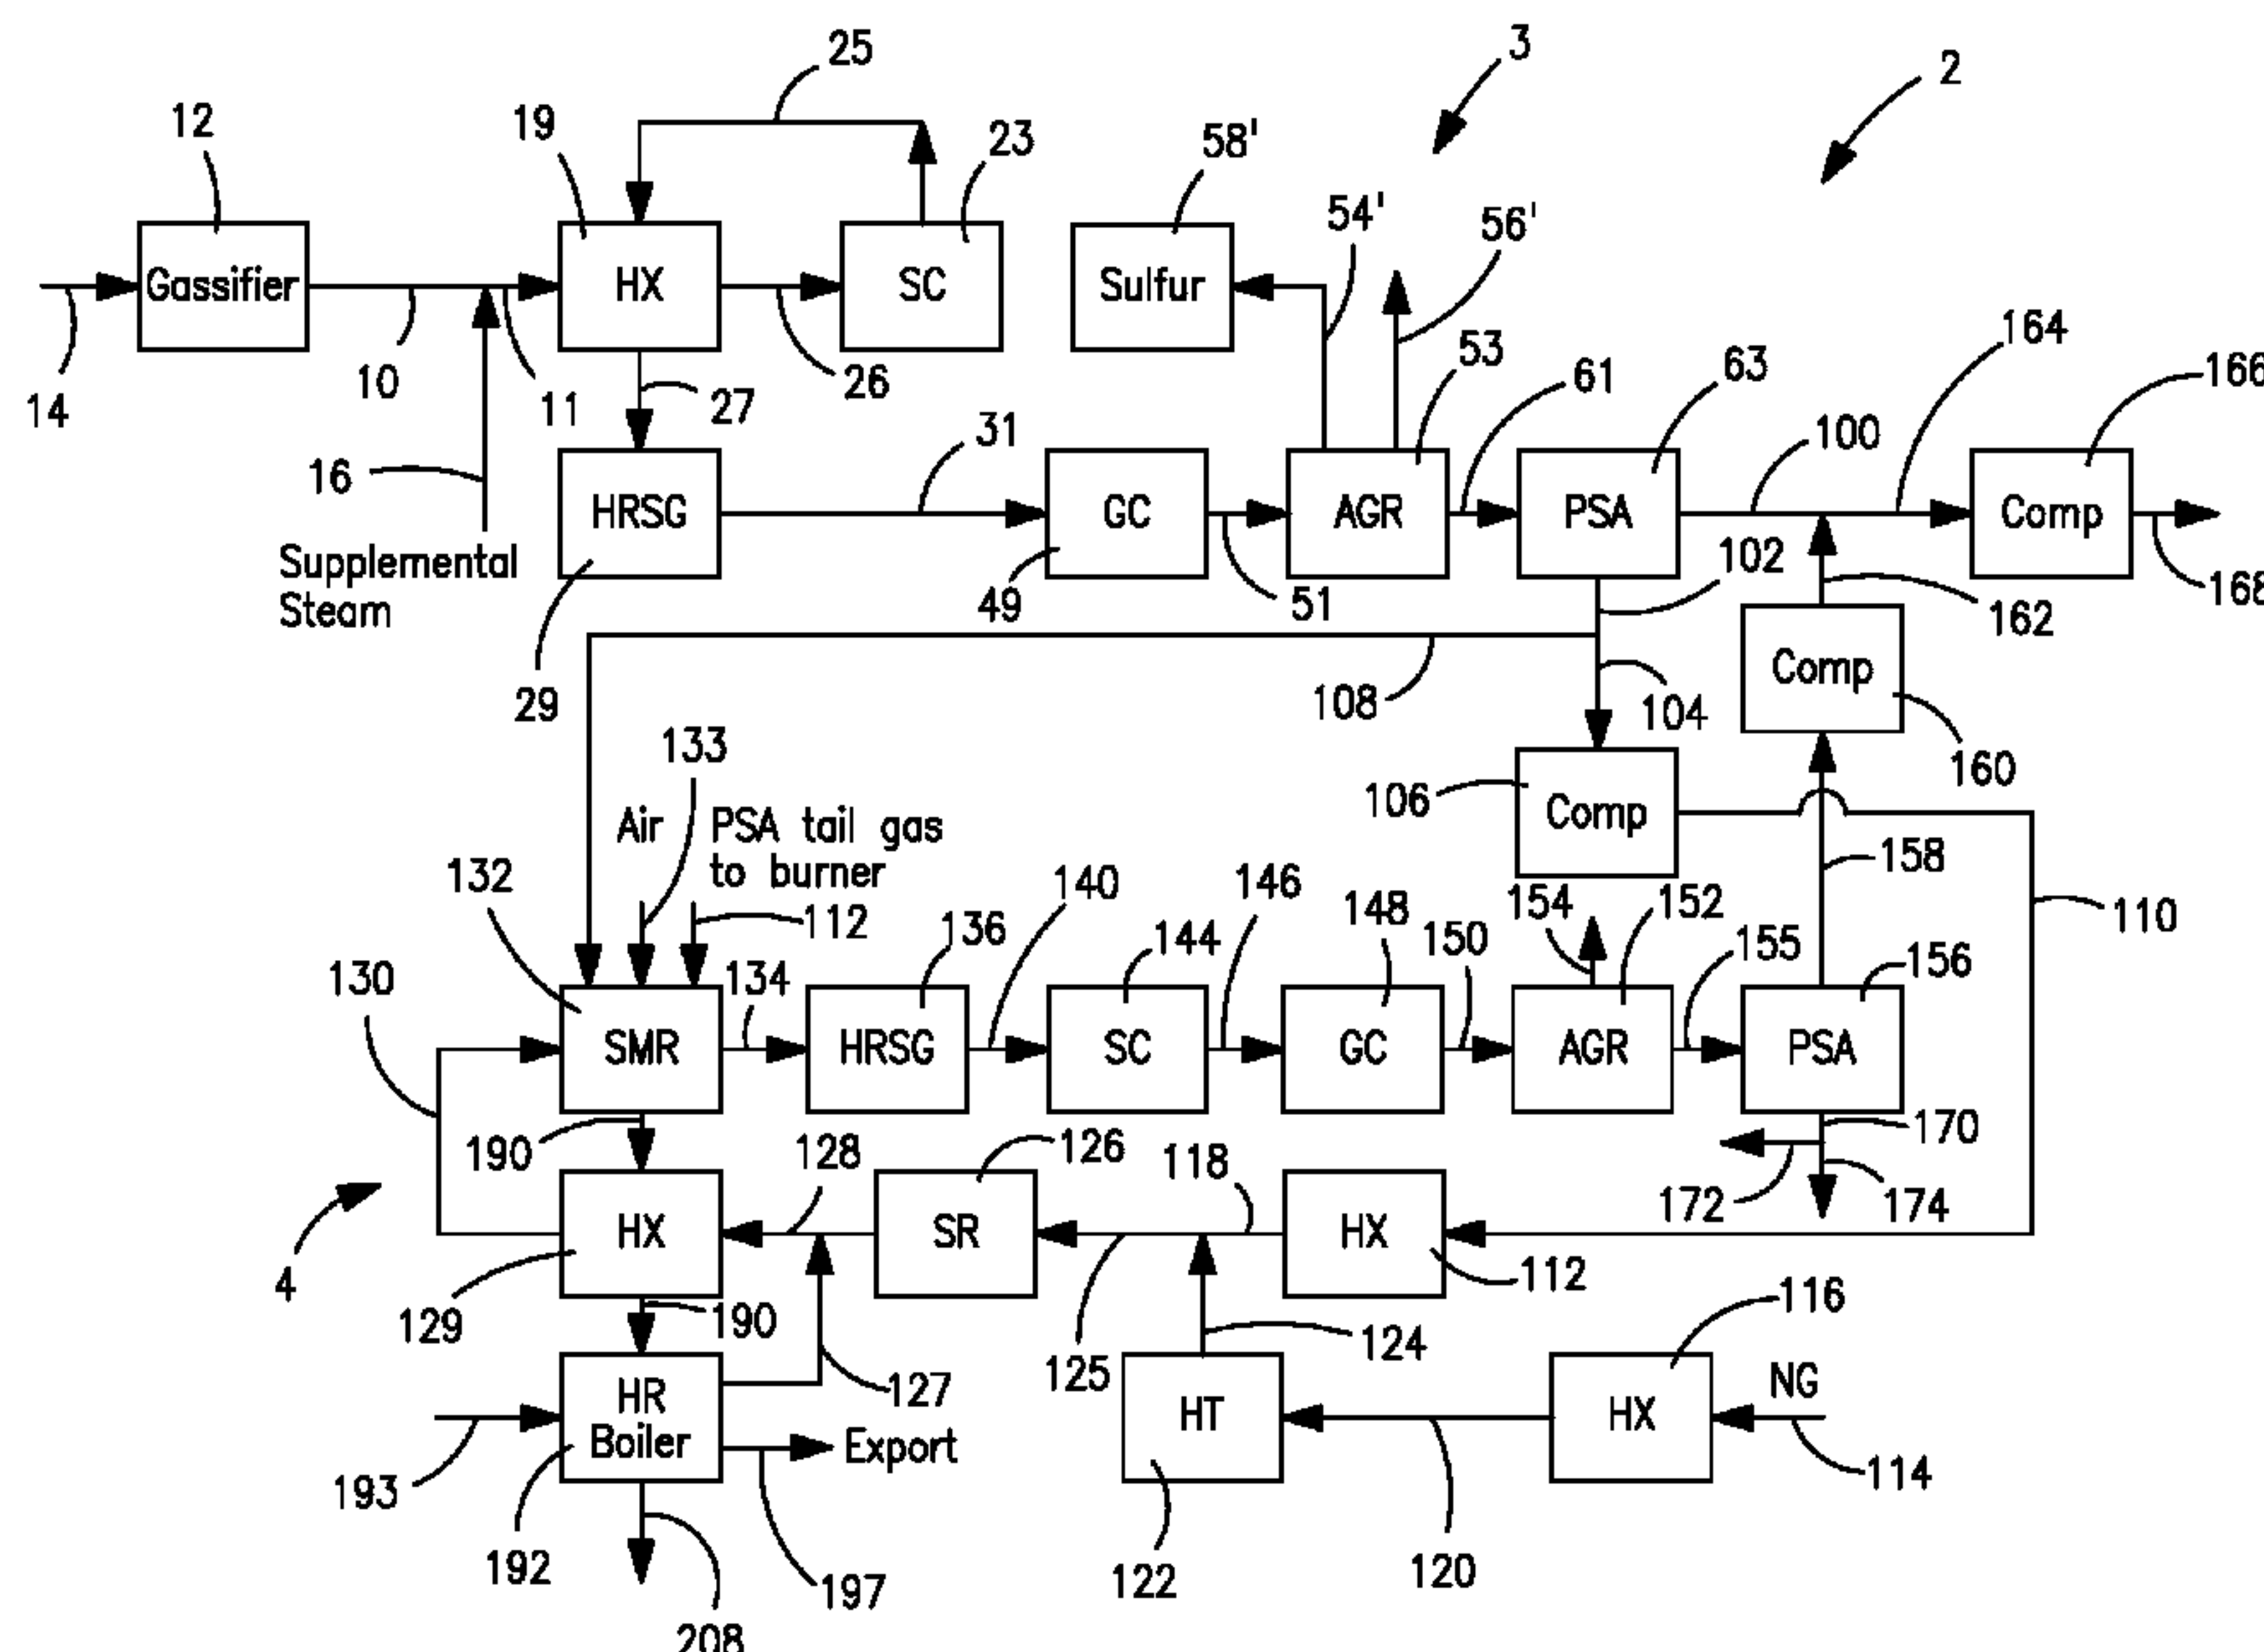 25
3
2
12
19
23
58'
54'
56'
Gassifier
HX
SC
Sulfur
53
63
164
166
14
10
11
27
26
61
100
16
31
HRSG
GC
AGR
PSA
Comp
Supplemental
Steam
49
51
102
162
168
29
108
104
Comp
160
133
106
Comp
Air
PSA tail gas
to burner
132
112
140
146
148
154
152
158
110
130
134
136
144
150
155
156
SMR
HRSG
SC
GC
AGR
PSA
190
128
126
118
170
172
174
4
HX
SR
HX
112
129
190
124
116
125
127
NG
HR
Boiler
HT
HX
Export
193
114
192
197
122
120
208